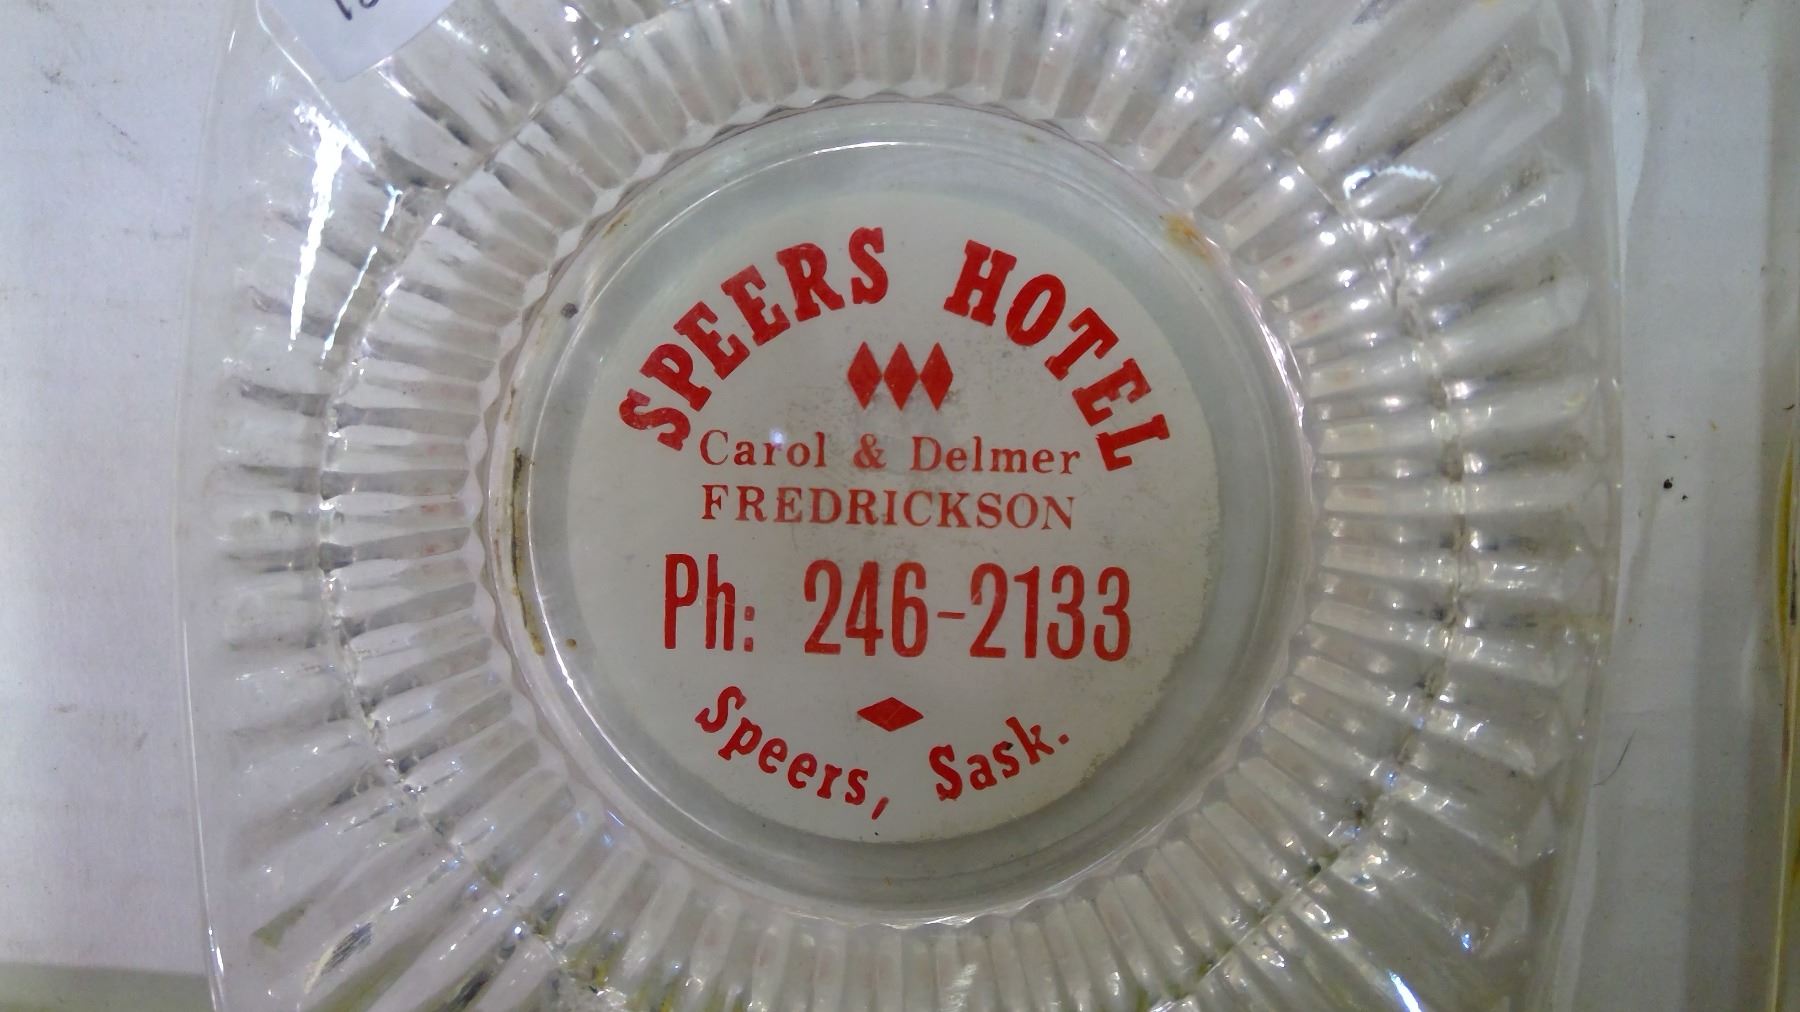 SPEERS HOTEL
Carol & Delmer
FREDRICKSON
Ph: 246-2133
Speers, Sask.